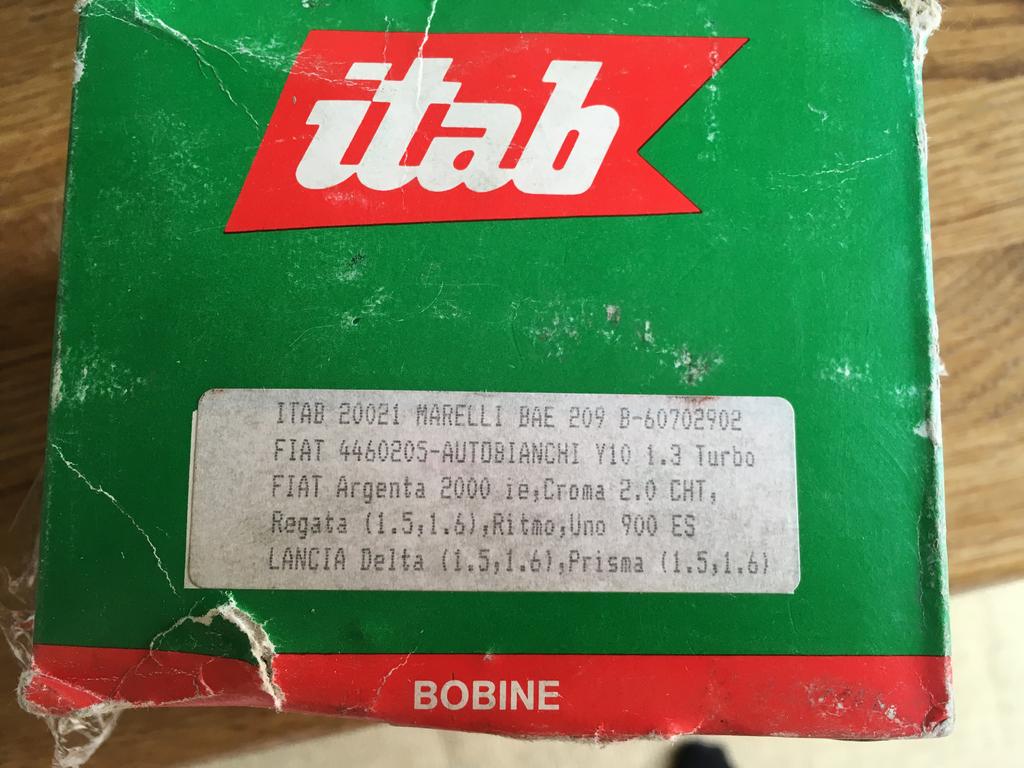 itab
ITAB 20021 MARELLI BAE 209 B-60702902
FIAT 4460205-AUTOBIANCHI Y10 1.3 Turbo
FIAT Argenta 2000 ie,Croma 2.0 CHT,
Regata (1.5,1.6),Ritmo,Uno 900 ES
LANCIA Delta (1.5,1.6),Prisma (1.5,1.6)
BOBINE